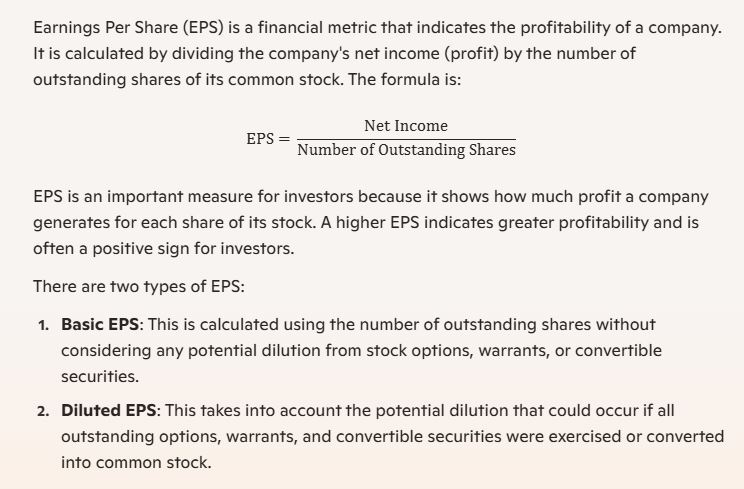 Earnings Per Share (EPS) is a financial metric that indicates the profitability of a company.
It is calculated by dividing the company's net income (profit) by the number of
outstanding shares of its common stock. The formula is:
EPS = Net Income / Number of Outstanding Shares
EPS is an important measure for investors because it shows how much profit a company
generates for each share of its stock. A higher EPS indicates greater profitability and is
often a positive sign for investors.
There are two types of EPS:
1. Basic EPS: This is calculated using the number of outstanding shares without
considering any potential dilution from stock options, warrants, or convertible
securities.
2. Diluted EPS: This takes into account the potential dilution that could occur if all
outstanding options, warrants, and convertible securities were exercised or converted
into common stock.